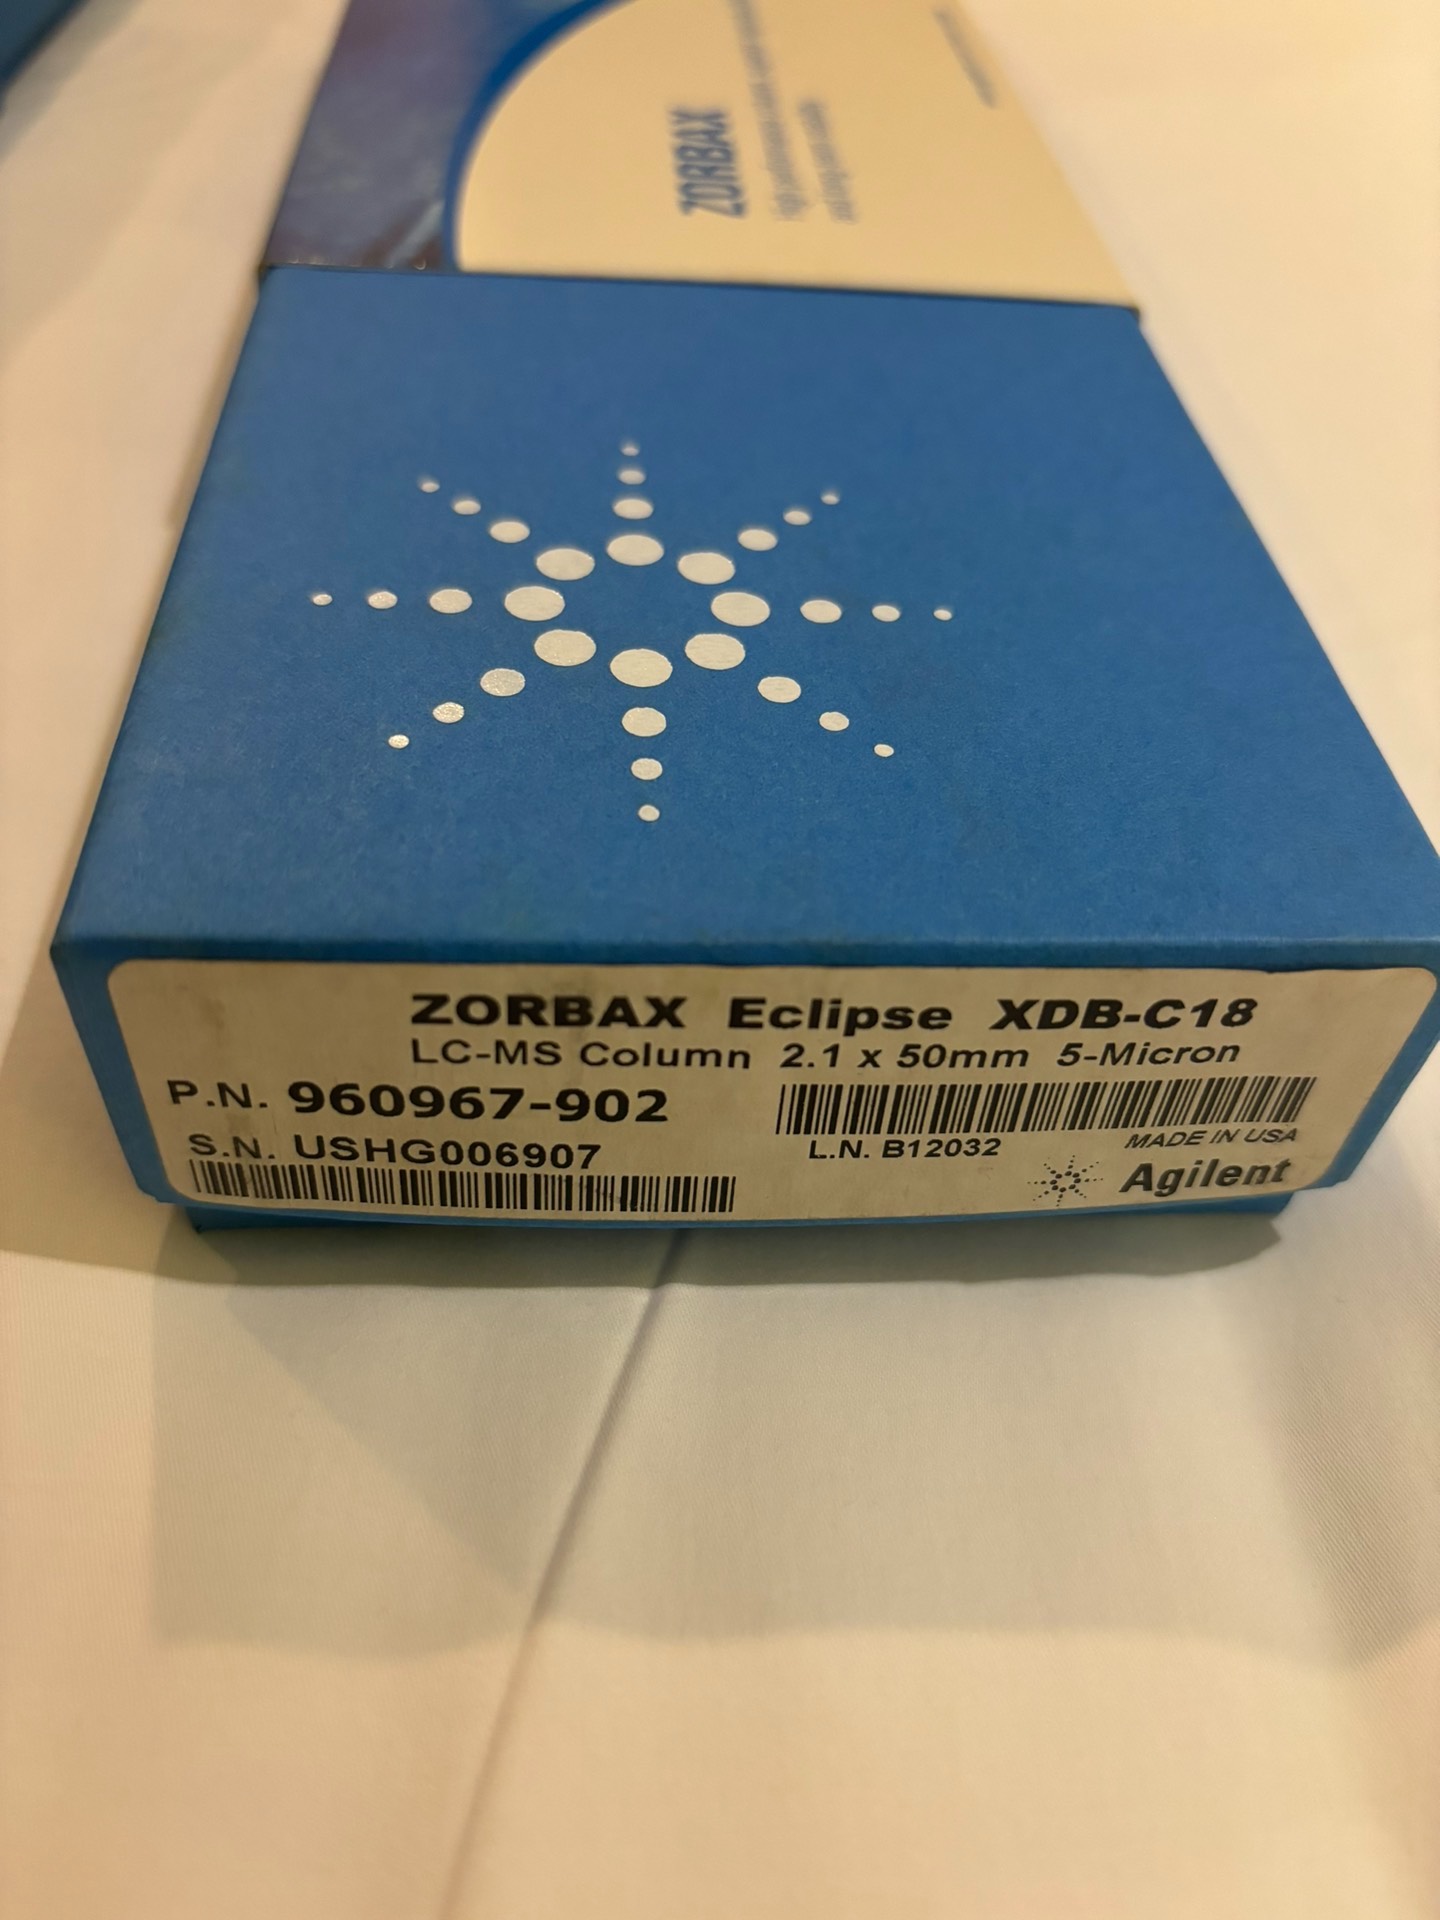 ZORBAX
ZORBAX Eclipse XDB-C18
LC-MS Column 2.1 x 50mm 5-Micron
P.N. 960967-902
S.N. USHG006907
L.N. B12032
MADE IN USA
Agilent